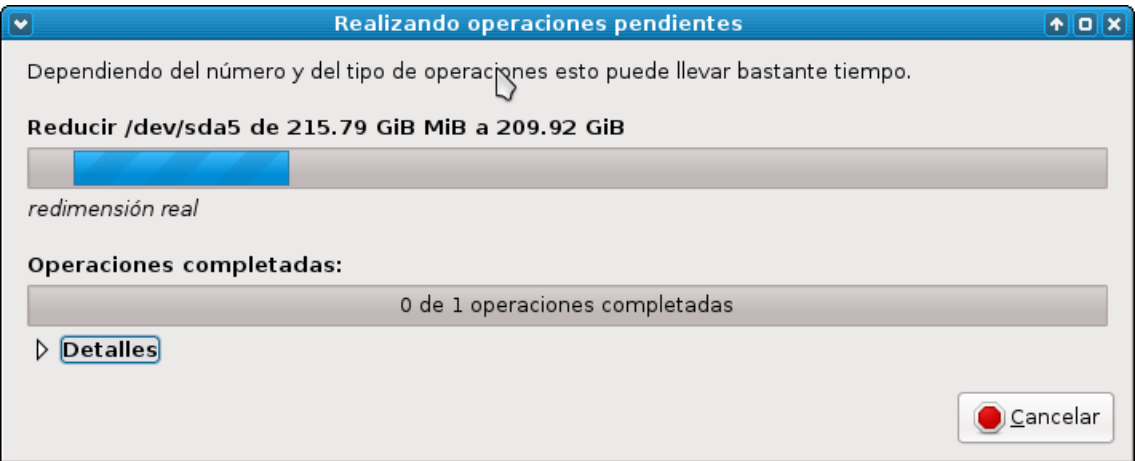 Realizando operaciones pendientes
Dependiendo del número y del tipo de operaciones esto puede llevar bastante tiempo.
Reducir /dev/sda5 de 215.79 GiB MiB a 209.92 GiB
redimensión real
Operaciones completadas:
0 de 1 operaciones completadas
Detalles
Cancelar